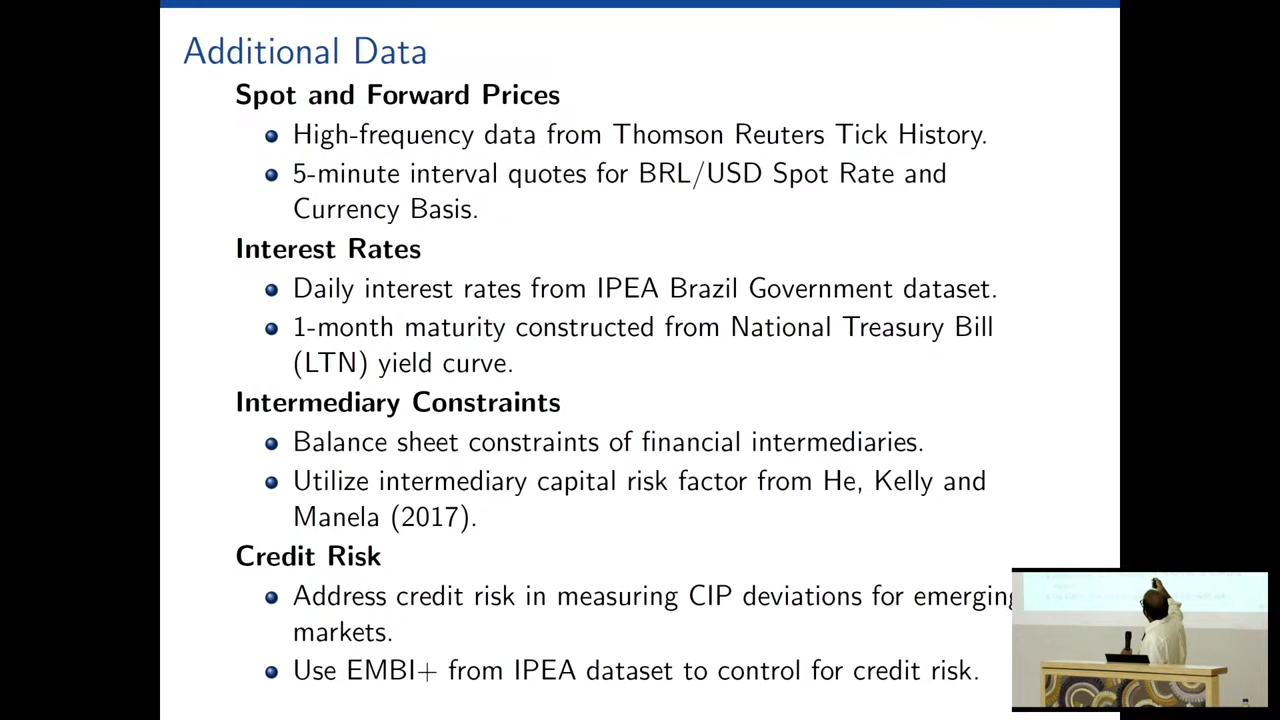 Additional Data
Spot and Forward Prices
High-frequency data from Thomson Reuters Tick History.
5-minute interval quotes for BRL/USD Spot Rate and
Currency Basis.
Interest Rates
Daily interest rates from IPEA Brazil Government dataset.
1-month maturity constructed from National Treasury Bill
(LTN) yield curve.
Intermediary Constraints
Balance sheet constraints of financial intermediaries.
Utilize intermediary capital risk factor from He, Kelly and
Manela (2017).
Credit Risk
Address credit risk in measuring CIP deviations for emerging
markets.
Use EMBI+ from IPEA dataset to control for credit risk.